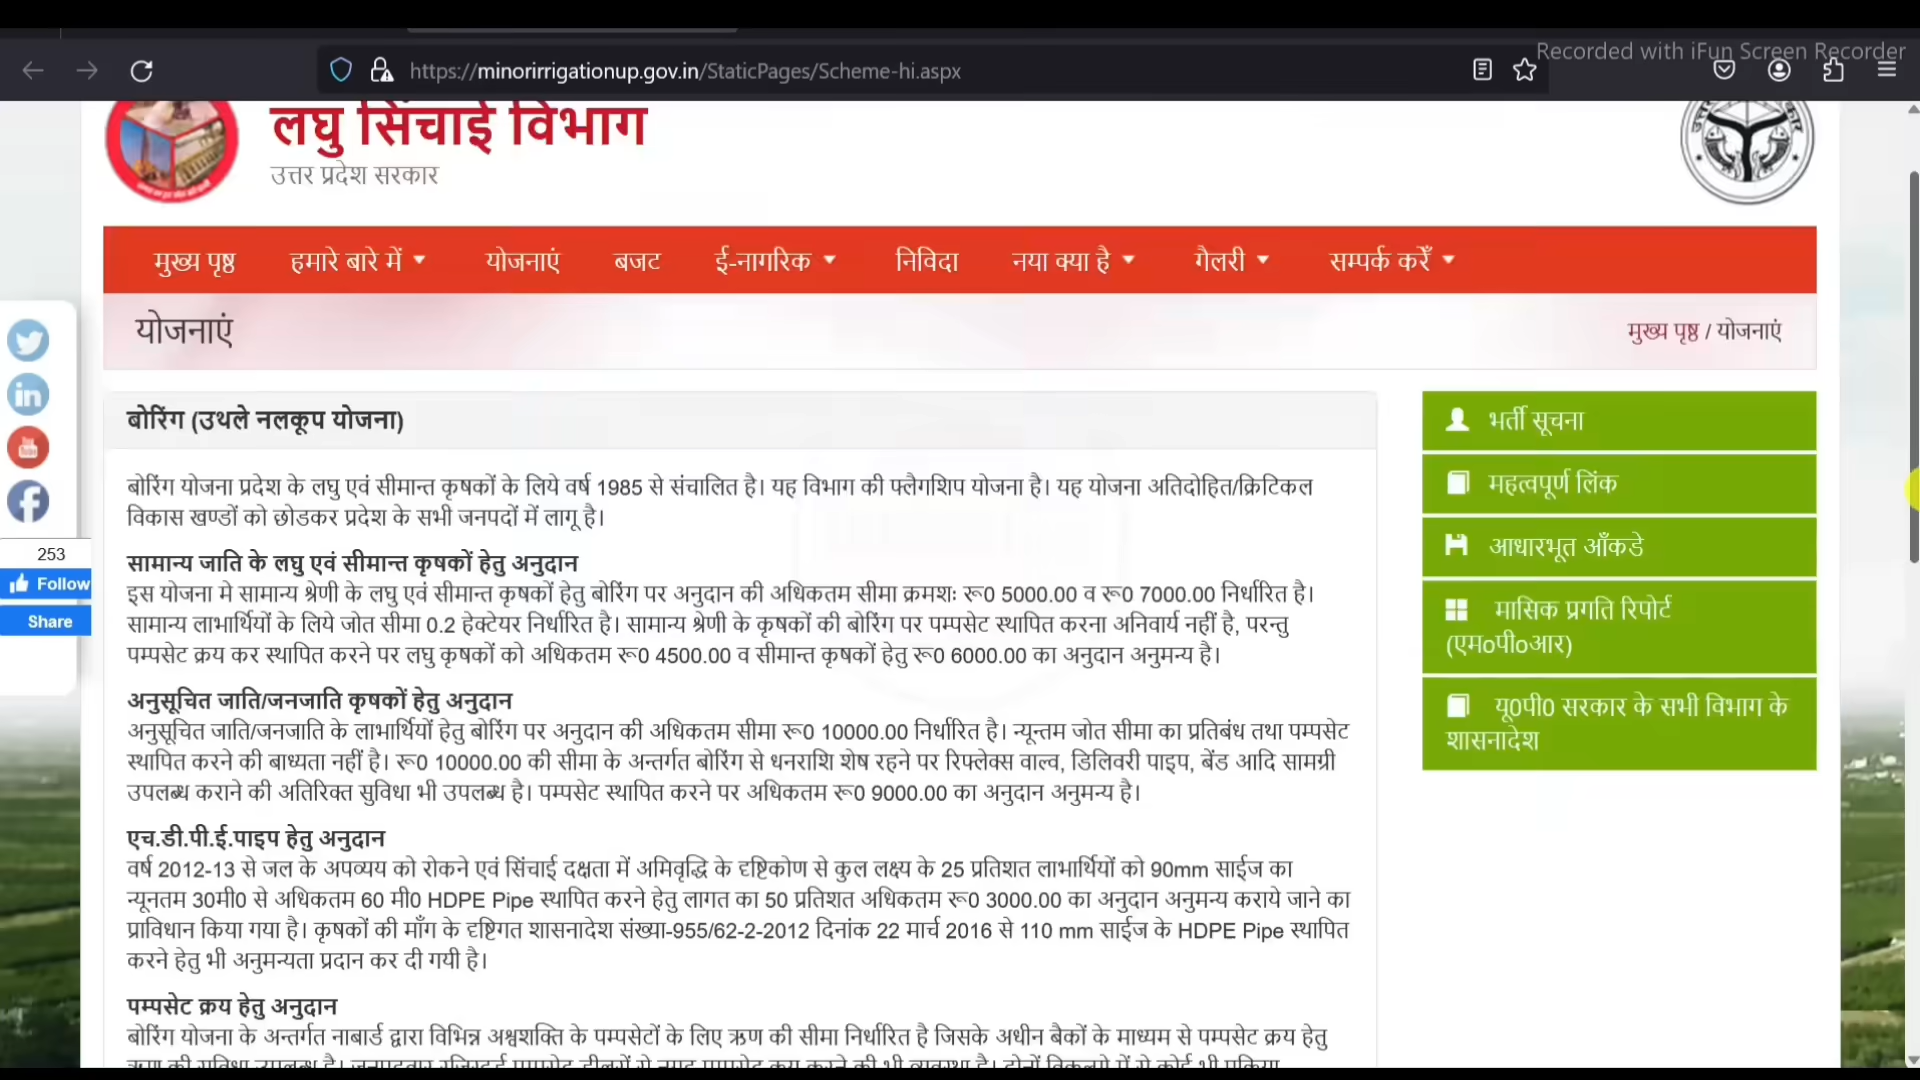 Recorded with iFun Screen Recorder
https://minorirrigationup.gov.in/StaticPages/Scheme-hi.aspx
लघु सिंचाई विभाग
उत्तर प्रदेश सरकार
मुख्य पृष्ठ हमारे बारे में योजनाएं बजट ई-नागरिक निविदा नया क्या है गैलरी सम्पर्क करेँ
योजनाएं
मुख्य पृष्ठ / योजनाएं
253
Follow
Share
बोरिंग (उथले नलकूप योजना)
बोरिंग योजना प्रदेश के लघु एवं सीमान्त कृषकों के लिये वर्ष 1985 से संचालित है। यह विभाग की फ्लैगशिप योजना है। यह योजना अतिदोहित/क्रिटिकल
विकास खण्डों को छोडकर प्रदेश के सभी जनपदों में लागू है।
सामान्य जाति के लघु एवं सीमान्त कृषकों हेतु अनुदान
इस योजना मे सामान्य श्रेणी के लघु एवं सीमान्त कृषकों हेतु बोरिंग पर अनुदान की अधिकतम सीमा क्रमशः रू0 5000.00 व रू0 7000.00 निर्धारित है।
सामान्य लाभार्थियों के लिये जोत सीमा 0.2 हेक्टेयर निर्धारित है। सामान्य श्रेणी के कृषकों की बोरिंग पर पम्पसेट स्थापित करना अनिवार्य नहीं है, परन्तु
पम्पसेट क्रय कर स्थापित करने पर लघु कृषकों को अधिकतम रू0 4500.00 व सीमान्त कृषकों हेतु रू0 6000.00 का अनुदान अनुमन्य है।
अनुसूचित जाति/जनजाति कृषकों हेतु अनुदान
अनुसूचित जाति/जनजाति के लाभार्थियों हेतु बोरिंग पर अनुदान की अधिकतम सीमा रू0 10000.00 निर्धारित है। न्यूनतम जोत सीमा का प्रतिबंध तथा पम्पसेट
स्थापित करने की बाध्यता नहीं है। रू0 10000.00 की सीमा के अन्तर्गत बोरिंग से धनराशि शेष रहने पर रिफ्लेक्स वाल्व, डिलिवरी पाइप, बेंड आदि सामग्री
उपलब्ध कराने की अतिरिक्त सुविधा भी उपलब्ध है। पम्पसेट स्थापित करने पर अधिकतम रू0 9000.00 का अनुदान अनुमन्य है।
एच.डी.पी.ई.पाइप हेतु अनुदान
वर्ष 2012-13 से जल के अपव्यय को रोकने एवं सिंचाई दक्षता में अमिवृद्धि के दृष्टिकोण से कुल लक्ष्य के 25 प्रतिशत लाभार्थियों को 90mm साईज का
न्यूनतम 30मी0 से अधिकतम 60 मी0 HDPE Pipe स्थापित करने हेतु लागत का 50 प्रतिशत अधिकतम रू0 3000.00 का अनुदान अनुमन्य कराये जाने का
प्राविधान किया गया है। कृषकों की माँग के दृष्टिगत शासनादेश संख्या-955/62-2-2012 दिनांक 22 मार्च 2016 से 110 mm साईज के HDPE Pipe स्थापित
करने हेतु भी अनुमन्यता प्रदान कर दी गयी है।
पम्पसेट क्रय हेतु अनुदान
बोरिंग योजना के अन्तर्गत नाबार्ड द्वारा विभिन्न अश्वशक्ति के पम्पसेटों के लिए ऋण की सीमा निर्धारित है जिसके अधीन बैकों के माध्यम से पम्पसेट क्रय हेतु
भर्ती सूचना
महत्वपूर्ण लिंक
आधारभूत आँकडे
मासिक प्रगति रिपोर्ट
(एम0पी0आर)
यू0पी0 सरकार के सभी विभाग के
शासनादेश